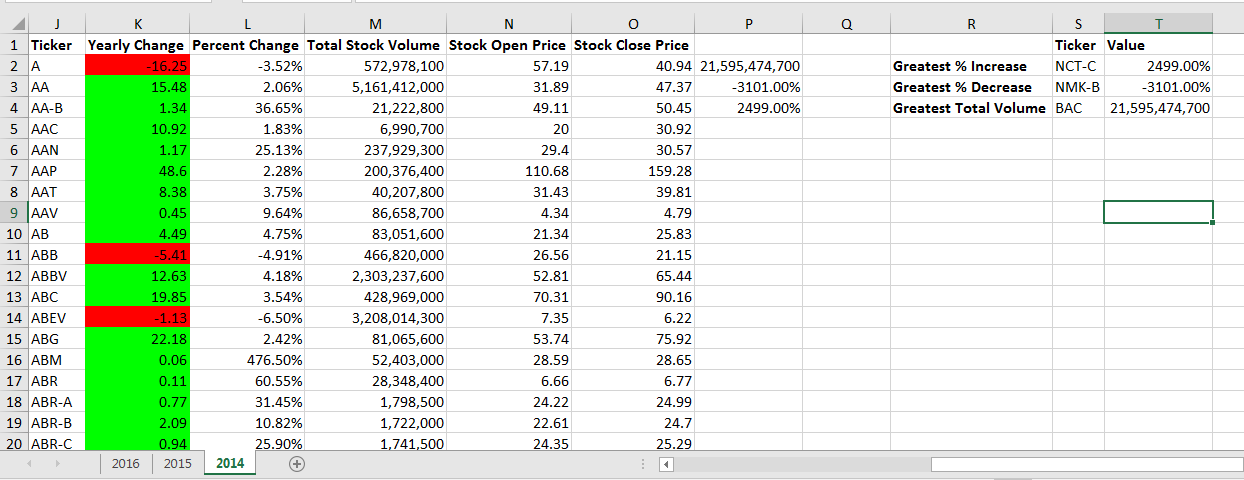 J K L M N O P Q R S T
1 Ticker Yearly Change Percent Change Total Stock Volume Stock Open Price Stock Close Price Ticker Value
2 A -16.25 -3.52% 572,978,100 57.19 40.94 21,595,474,700 Greatest % Increase NCT-C 2499.00%
3 AA 15.48 2.06% 5,161,412,000 31.89 47.37 -3101.00% Greatest % Decrease NMK-B -3101.00%
4 AA-B 1.34 36.65% 21,222,800 49.11 50.45 2499.00% Greatest Total Volume BAC 21,595,474,700
5 AAC 10.92 1.83% 6,990,700 20 30.92
6 AAN 1.17 25.13% 237,929,300 29.4 30.57
7 AAP 48.6 2.28% 200,376,400 110.68 159.28
8 AAT 8.38 3.75% 40,207,800 31.43 39.81
9 AAV 0.45 9.64% 86,658,700 4.34 4.79
10 AB 4.49 4.75% 83,051,600 21.34 25.83
11 ABB -5.41 -4.91% 466,820,000 26.56 21.15
12 ABBV 12.63 4.18% 2,303,237,600 52.81 65.44
13 ABC 19.85 3.54% 428,969,000 70.31 90.16
14 ABEV -1.13 -6.50% 3,208,014,300 7.35 6.22
15 ABG 22.18 2.42% 81,065,600 53.74 75.92
16 ABM 0.06 476.50% 52,403,000 28.59 28.65
17 ABR 0.11 60.55% 28,348,400 6.66 6.77
18 ABR-A 0.77 31.45% 1,798,500 24.22 24.99
19 ABR-B 2.09 10.82% 1,722,000 22.61 24.7
20 ABR-C 0.94 25.90% 1,741,500 24.35 25.29
2016 2015 2014